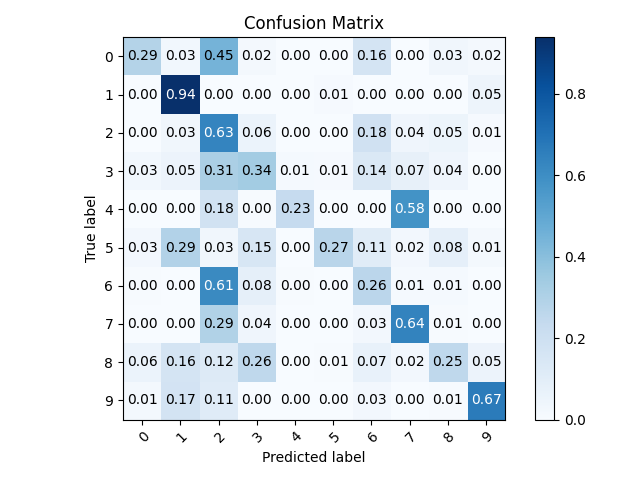 Confusion Matrix
0 0.29 0.03 0.45 0.02 0.00 0.00 0.16 0.00 0.03 0.02
1 0.00 0.94 0.00 0.00 0.00 0.01 0.00 0.00 0.00 0.05
2 0.00 0.03 0.63 0.06 0.00 0.00 0.18 0.04 0.05 0.01
3 0.03 0.05 0.31 0.34 0.01 0.01 0.14 0.07 0.04 0.00
4 0.00 0.00 0.18 0.00 0.23 0.00 0.00 0.58 0.00 0.00
5 0.03 0.29 0.03 0.15 0.00 0.27 0.11 0.02 0.08 0.01
6 0.00 0.00 0.61 0.08 0.00 0.00 0.26 0.01 0.01 0.00
7 0.00 0.00 0.29 0.04 0.00 0.00 0.03 0.64 0.01 0.00
8 0.06 0.16 0.12 0.26 0.00 0.01 0.07 0.02 0.25 0.05
9 0.01 0.17 0.11 0.00 0.00 0.00 0.03 0.00 0.01 0.67
0 1 2 3 4 5 6 7 8 9
True label
Predicted label
0.8
0.6
0.4
0.2
0.0